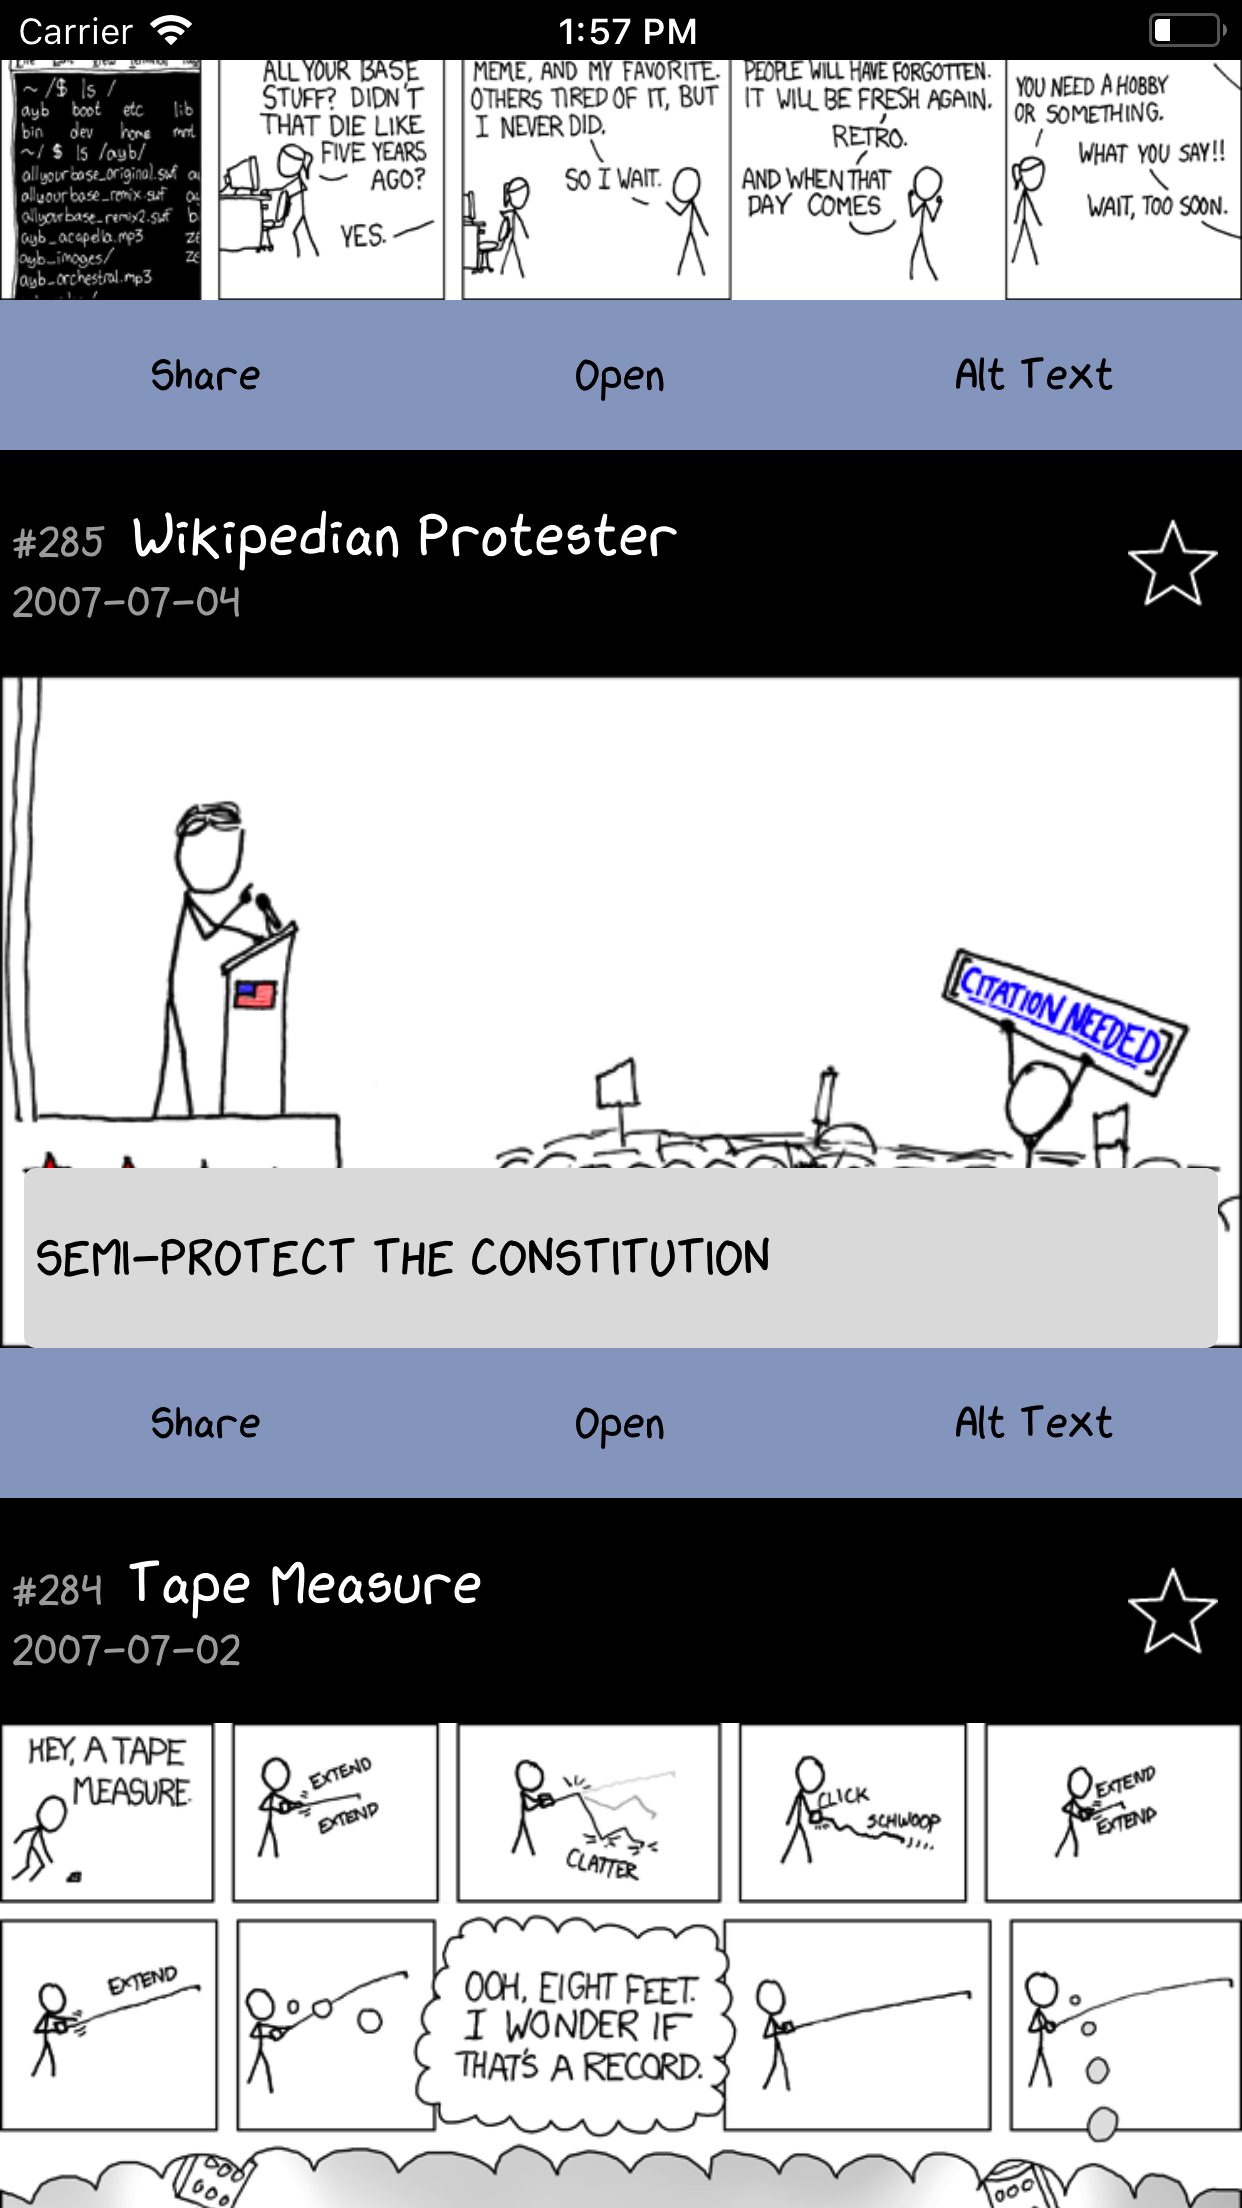 Carrier 1:57 PM
~ /$ ls /
ayb boot etc lib
bin dev home mnt
~/ $ ls /ayb/
allyourbase_original.swf
allyourbase_remix.swf
allyourbase_remix2.swf
ayb_acapella.mp3
ayb_images/
ayb_orchestral.mp3
ALL YOUR BASE
STUFF? DIDN'T
THAT DIE LIKE
FIVE YEARS
AGO?
YES.
MEME, AND MY FAVORITE.
OTHERS TIRED OF IT, BUT
I NEVER DID.
SO I WAIT.
PEOPLE WILL HAVE FORGOTTEN.
IT WILL BE FRESH AGAIN.
RETRO.
AND WHEN THAT
DAY COMES
YOU NEED A HOBBY
OR SOMETHING.
WHAT YOU SAY!!
WAIT, TOO SOON.
Share Open Alt Text
#285 Wikipedian Protester
2007-07-04
[CITATION NEEDED]
SEMI-PROTECT THE CONSTITUTION
Share Open Alt Text
#284 Tape Measure
2007-07-02
HEY, A TAPE
MEASURE.
EXTEND
EXTEND
CLATTER
CLICK
SCHWOOP
EXTEND
EXTEND
EXTEND
OOH, EIGHT FEET.
I WONDER IF
THAT'S A RECORD.